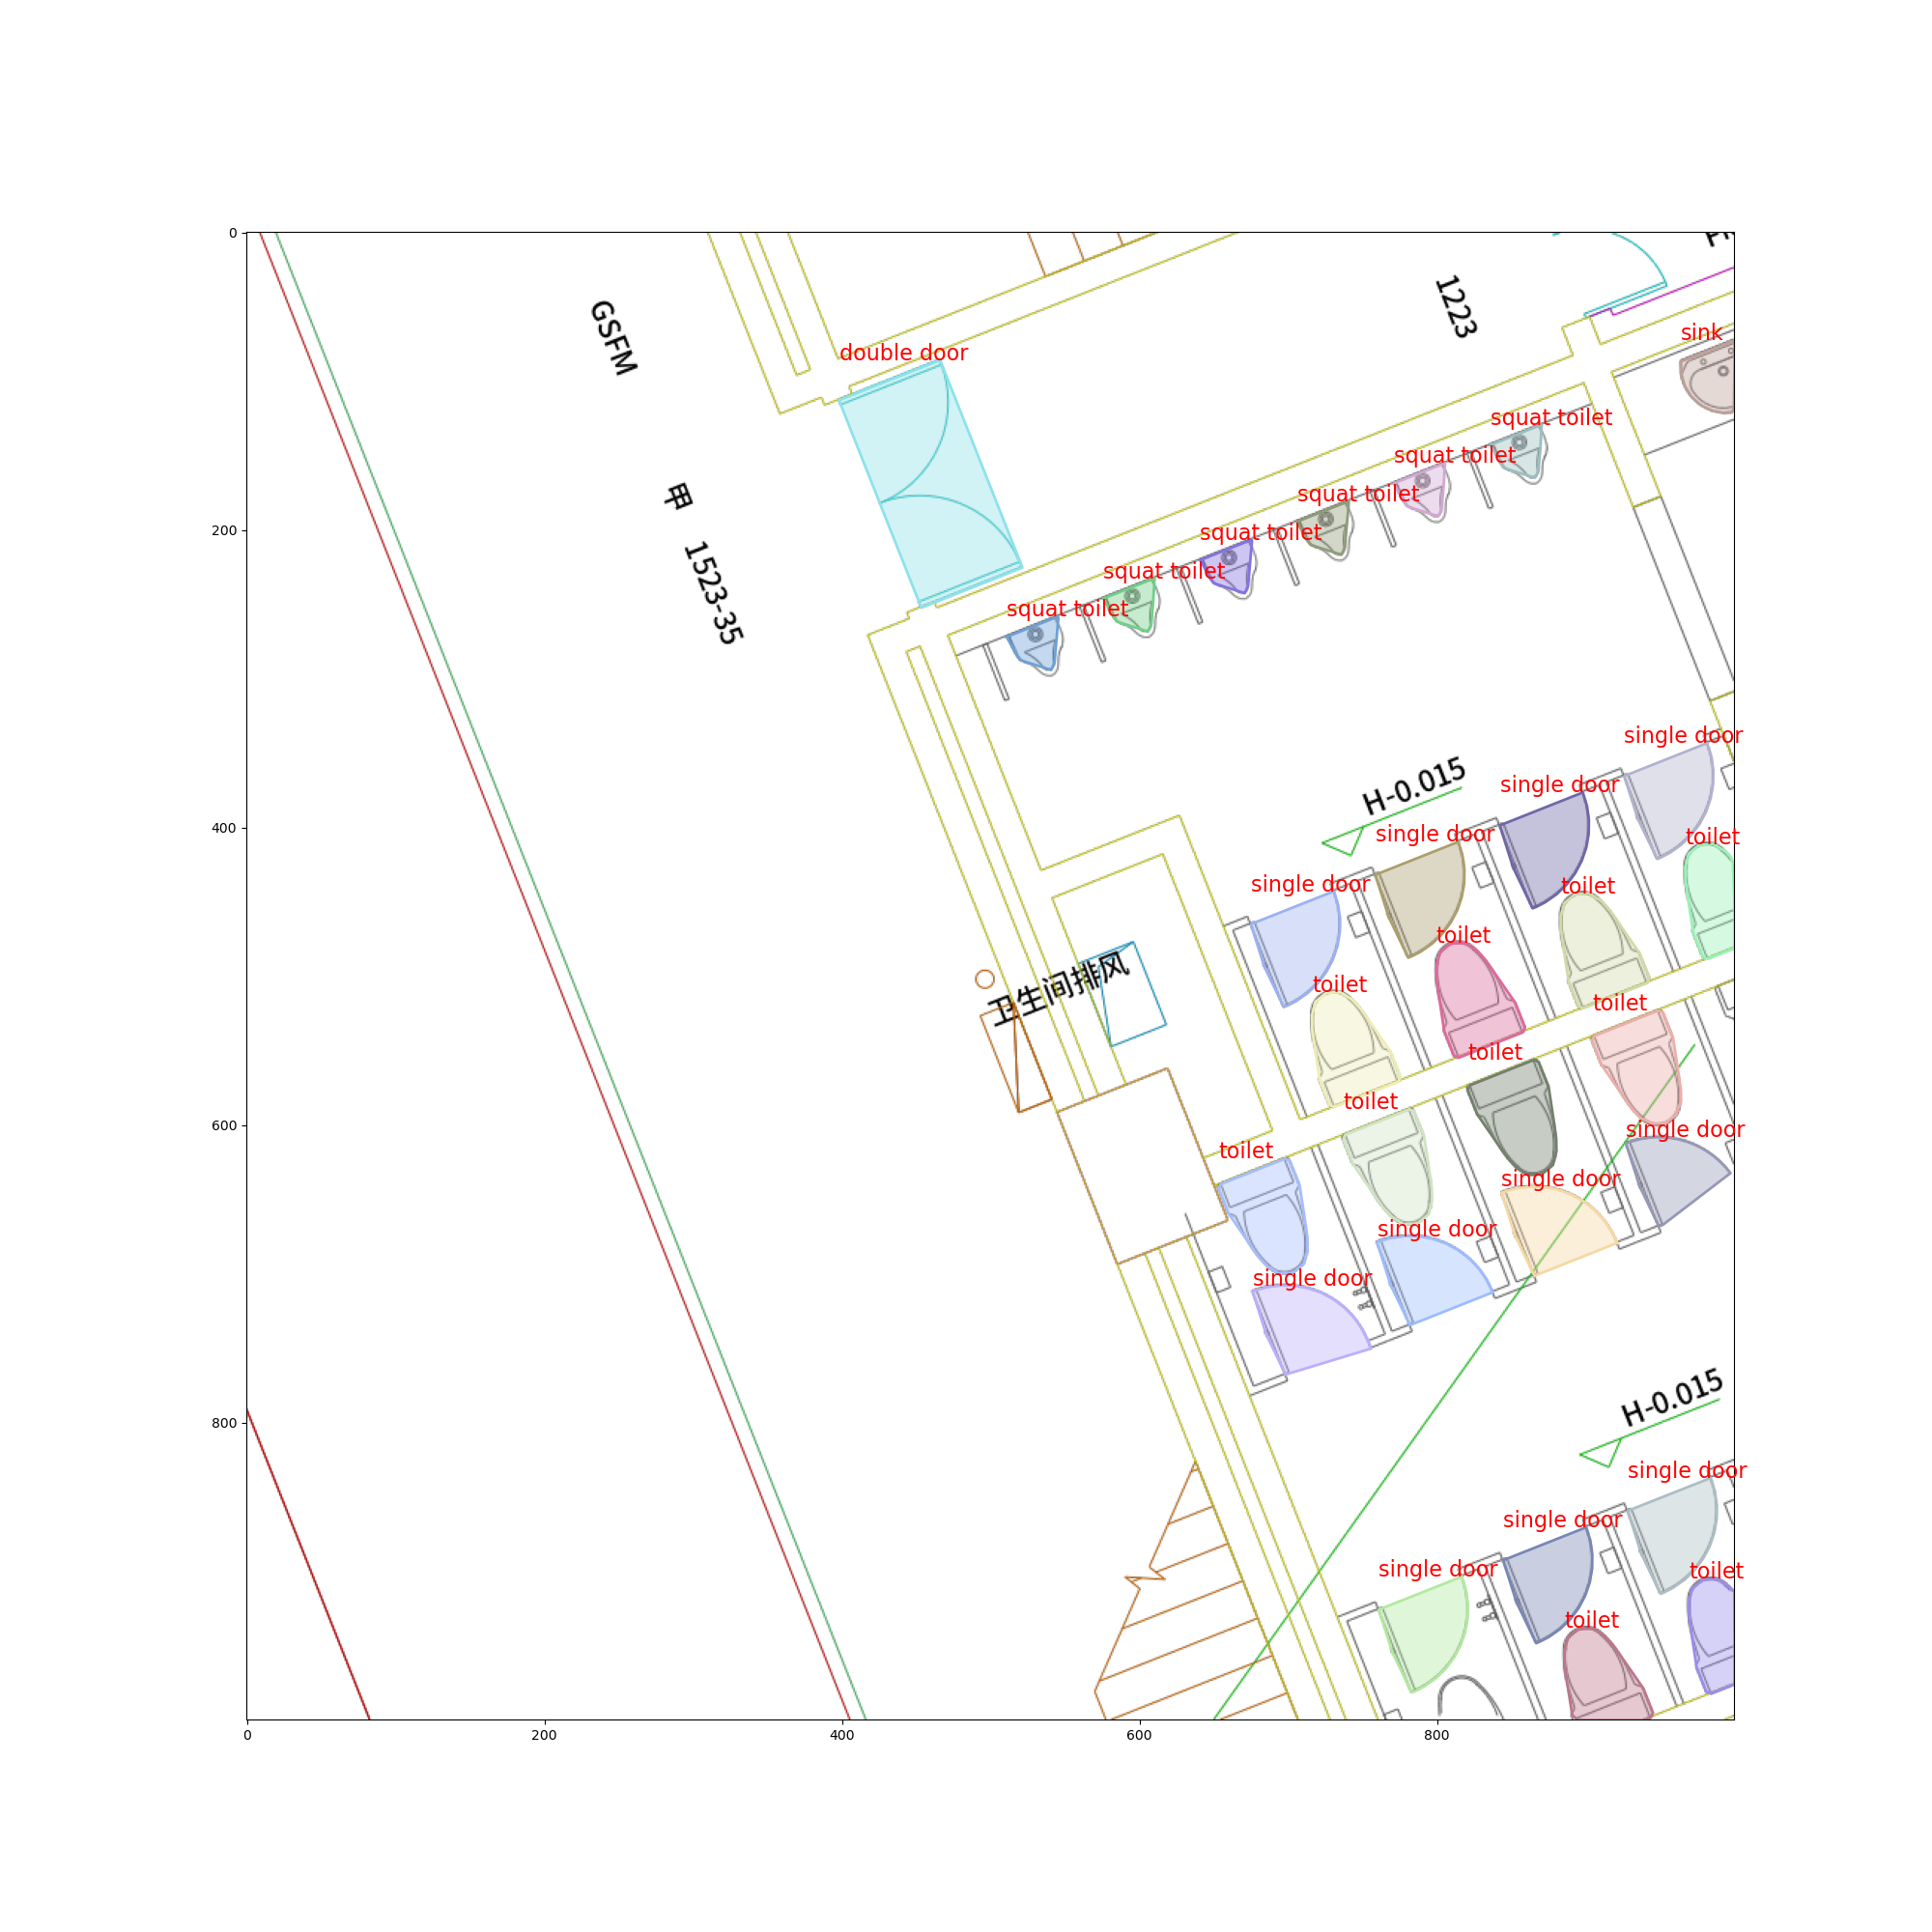 0
GSFM
1223
double door
sink
squat toilet
squat toilet
squat toilet
squat toilet
squat toilet
squat toilet
200
甲 1523-35
single door
H-0.015
single door
400
single door
toilet
single door
toilet
toilet
toilet
卫生间排风
toilet
toilet
toilet
600
single door
toilet
single door
single door
single door
H-0.015
800
single door
single door
single door
toilet
toilet
0
200
400
600
800